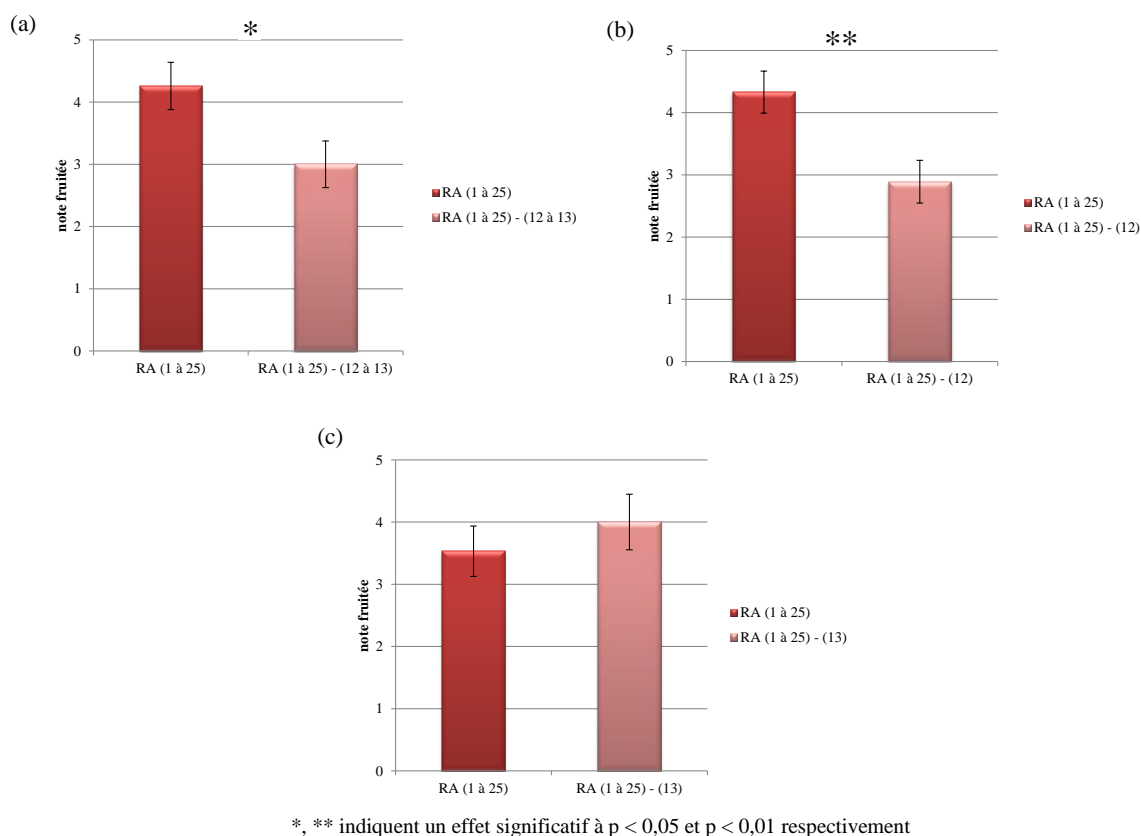 (a)
*
5
4
3
2
1
0
note fruitée
RA (1 à 25)
RA (1 à 25) - (12 à 13)
RA (1 à 25)
RA (1 à 25) - (12 à 13)
(b)
**
5
4
3
2
1
0
note fruitée
RA (1 à 25)
RA (1 à 25) - (12)
RA (1 à 25)
RA (1 à 25) - (12)
(c)
5
4
3
2
1
0
note fruitée
RA (1 à 25)
RA (1 à 25) - (13)
RA (1 à 25)
RA (1 à 25) - (13)
*, ** indiquent un effet significatif à p < 0,05 et p < 0,01 respectivement